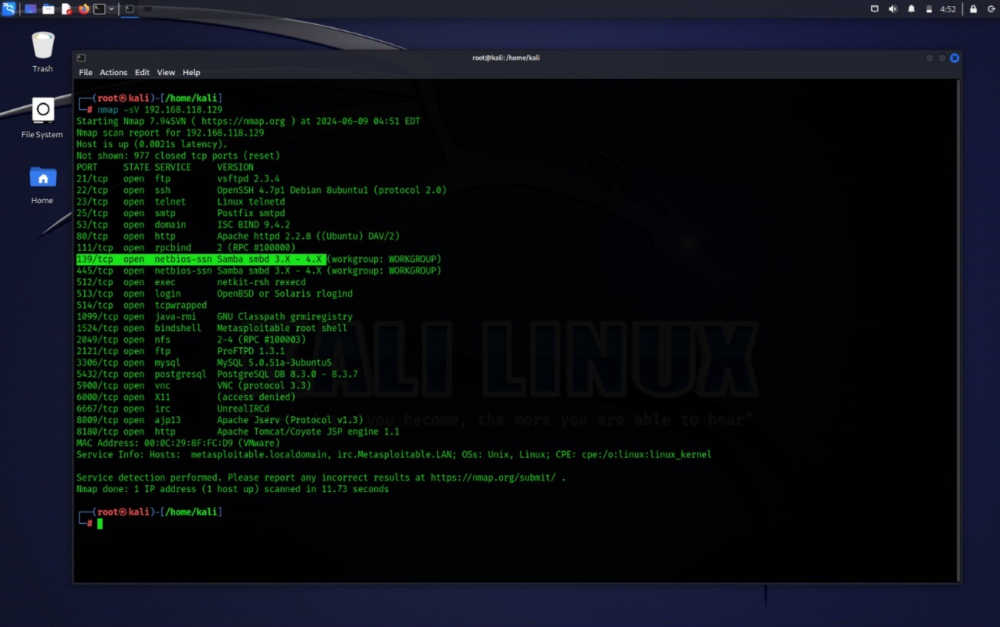 4:52
Trash
File System
Home
root@kali: /home/kali
File Actions Edit View Help
┌──(root㉿kali)-[/home/kali]
└─# nmap -sV 192.168.118.129
Starting Nmap 7.94SVN ( https://nmap.org ) at 2024-06-09 04:51 EDT
Nmap scan report for 192.168.118.129
Host is up (0.0021s latency).
Not shown: 977 closed tcp ports (reset)
PORT     STATE SERVICE     VERSION
21/tcp   open  ftp         vsftpd 2.3.4
22/tcp   open  ssh         OpenSSH 4.7p1 Debian 8ubuntu1 (protocol 2.0)
23/tcp   open  telnet      Linux telnetd
25/tcp   open  smtp        Postfix smtpd
53/tcp   open  domain      ISC BIND 9.4.2
80/tcp   open  http        Apache httpd 2.2.8 ((Ubuntu) DAV/2)
111/tcp  open  rpcbind     2 (RPC #100000)
139/tcp  open  netbios-ssn Samba smbd 3.X - 4.X (workgroup: WORKGROUP)
445/tcp  open  netbios-ssn Samba smbd 3.X - 4.X (workgroup: WORKGROUP)
512/tcp  open  exec        netkit-rsh rexecd
513/tcp  open  login       OpenBSD or Solaris rlogind
514/tcp  open  tcpwrapped
1099/tcp open  java-rmi    GNU Classpath grmiregistry
1524/tcp open  bindshell   Metasploitable root shell
2049/tcp open  nfs         2-4 (RPC #100003)
2121/tcp open  ftp         ProFTPD 1.3.1
3306/tcp open  mysql       MySQL 5.0.51a-3ubuntu5
5432/tcp open  postgresql  PostgreSQL DB 8.3.0 - 8.3.7
5900/tcp open  vnc         VNC (protocol 3.3)
6000/tcp open  X11         (access denied)
6667/tcp open  irc         UnrealIRCd
8009/tcp open  ajp13       Apache Jserv (Protocol v1.3)
8180/tcp open  http        Apache Tomcat/Coyote JSP engine 1.1
MAC Address: 00:0C:29:8F:FC:D9 (VMware)
Service Info: Hosts:  metasploitable.localdomain, irc.Metasploitable.LAN; OSs: Unix, Linux; CPE: cpe:/o:linux:linux_kernel
Service detection performed. Please report any incorrect results at https://nmap.org/submit/ .
Nmap done: 1 IP address (1 host up) scanned in 11.73 seconds
┌──(root㉿kali)-[/home/kali]
└─#
KALI LINUX
you become, the more you are able to hear"